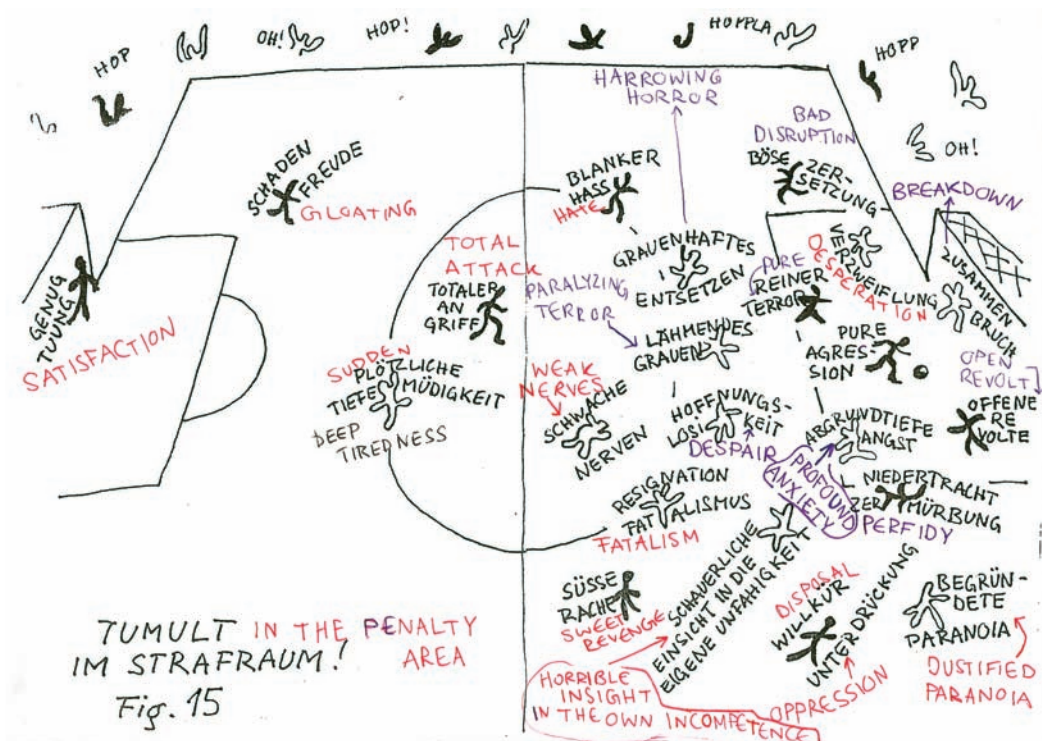 HOP
OH!
HOP!
HOPPLA
HOPP
OH!
SCHADEN
FREUDE
GLOATING
GENUG
TUUNG
SATISFACTION
TOTAL
ATTACK
TOTALER
AN
GRIFF
SUDDEN
PLÖTZLICHE
TIEFE MÜDIGKEIT
DEEP
TIREDNESS
HARROWING
HORROR
BLANKER
HASS
HATE
GRAUENHAFTES
ENTSETZEN
PARALYZING
TERROR
LÄHMENDES
GRAUEN
WEAK
NERVES
SCHWACHE
NERVEN
HOFFNUNGS-
LOSIGKEIT
DESPAIR
RESIGNATION
FATALISMUS
FATALISM
BAD
DISRUPTION
BÖSE ZER-
SETZUNG
PURE
REINER
TERROR
VERZWEIFLUNG
DESPERATION
BREAKDOWN
ZUSAMMEN
BRUCH
PURE
AGRES-
SION
OPEN
REVOLT
OFFENE
RE
VOLTE
ABGRUNDTIEFE
ANGST
PROFOUND
ANXIETY
NIEDERTRACHT
ZERMÜRBUNG
PERFIDY
SÜSSE
RACHE
SWEET
REVENGE
SCHAUERLICHE
EINSICHT IN DIE
EIGENE UNFÄHIGKEIT
HORRIBLE
INSIGHT
IN THE OWN INCOMPETENCE
DISPOSAL
WILLKÜR
UNTERDRÜCKUNG
OPPRESSION
BEGRÜN-
DETE
PARANOIA
JUSTIFIED
PARANOIA
TUMULT IN THE PENALTY
IM STRAFRAUM! AREA
Fig. 15